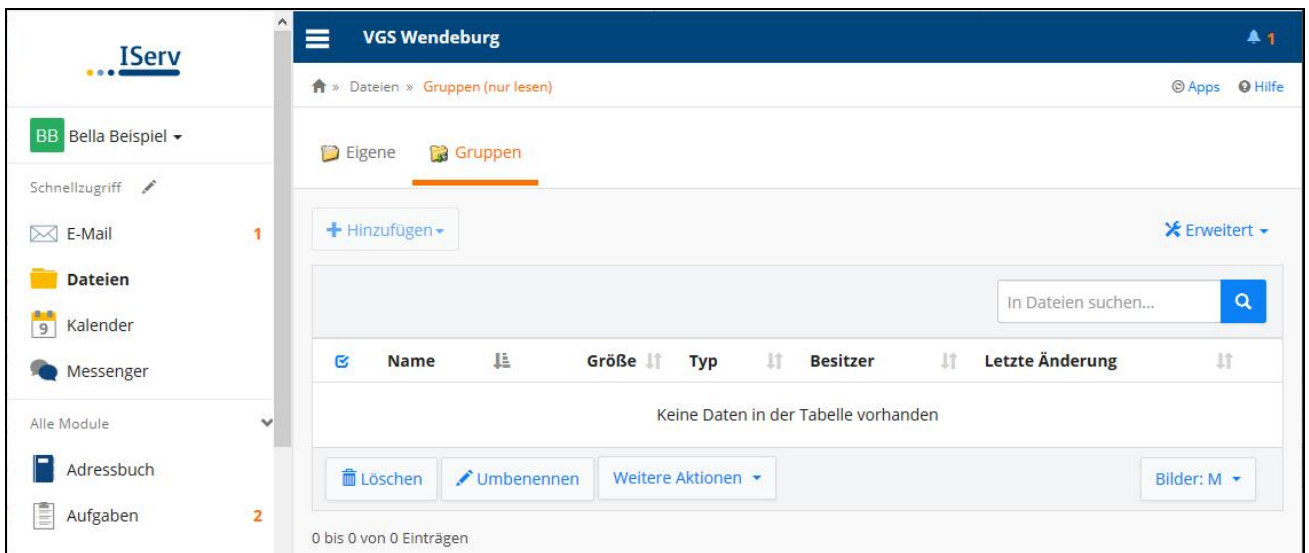 IServ
BB Bella Beispiel
Schnellzugriff
E-Mail 1
Dateien
9 Kalender
Messenger
Alle Module
Adressbuch
Aufgaben 2
VGS Wendeburg 1
» Dateien » Gruppen (nur lesen) Apps Hilfe
Eigene Gruppen
Hinzufügen Erweitert
In Dateien suchen...
Name Größe Typ Besitzer Letzte Änderung
Keine Daten in der Tabelle vorhanden
Löschen Umbenennen Weitere Aktionen Bilder: M
0 bis 0 von 0 Einträgen